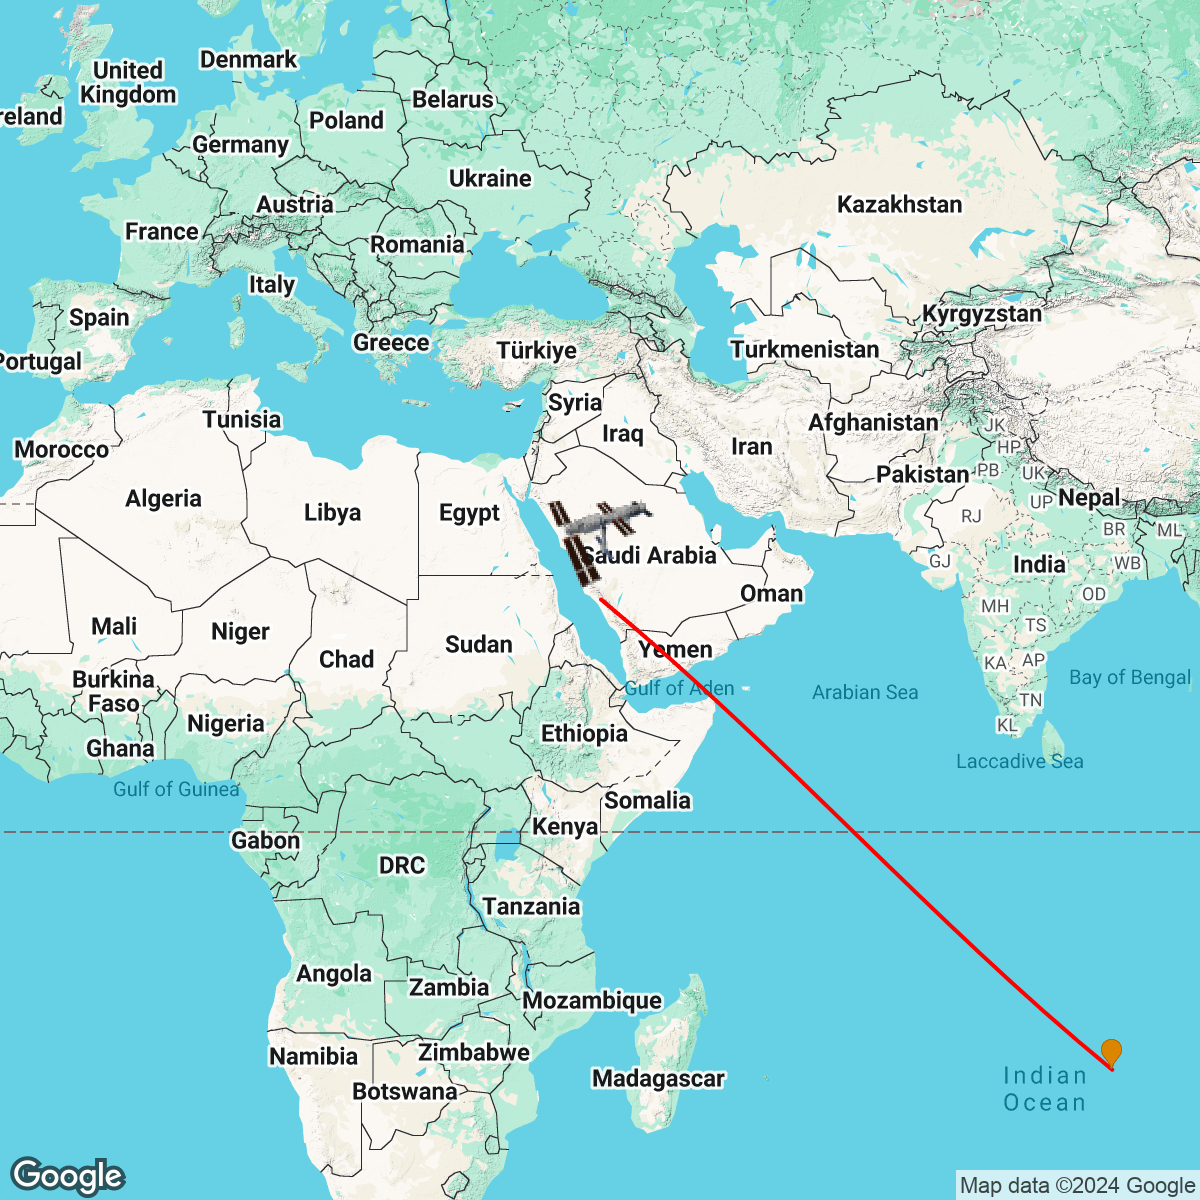 Denmark
United
Kingdom
Belarus
reland
Poland
Germany
Ukraine
Austria
Kazakhstan
France
Romania
Italy
Kyrgyzstan
Spain
Greece
Türkiye
Turkmenistan
Portugal
Syria
Tunisia
Afghanistan
JK
Iraq
HP
Morocco
Iran
Pakistan
PB
UK
Algeria
Nepal
UP
Libya
Egypt
RJ
BR
ML
Saudi Arabia
GJ
India
WB
Oman
OD
MH
Mali
Niger
TS
Sudan
Yemen
Chad
KA
AP
Burkina
Faso
Gulf of Aden
Arabian Sea
Bay of Bengal
TN
Nigeria
KL
Ethiopia
Ghana
Laccadive Sea
Gulf of Guinea
Somalia
Kenya
Gabon
DRC
Tanzania
Angola
Zambia
Mozambique
Namibia
Zimbabwe
Madagascar
Indian
Ocean
Botswana
Google
Map data ©2024 Google